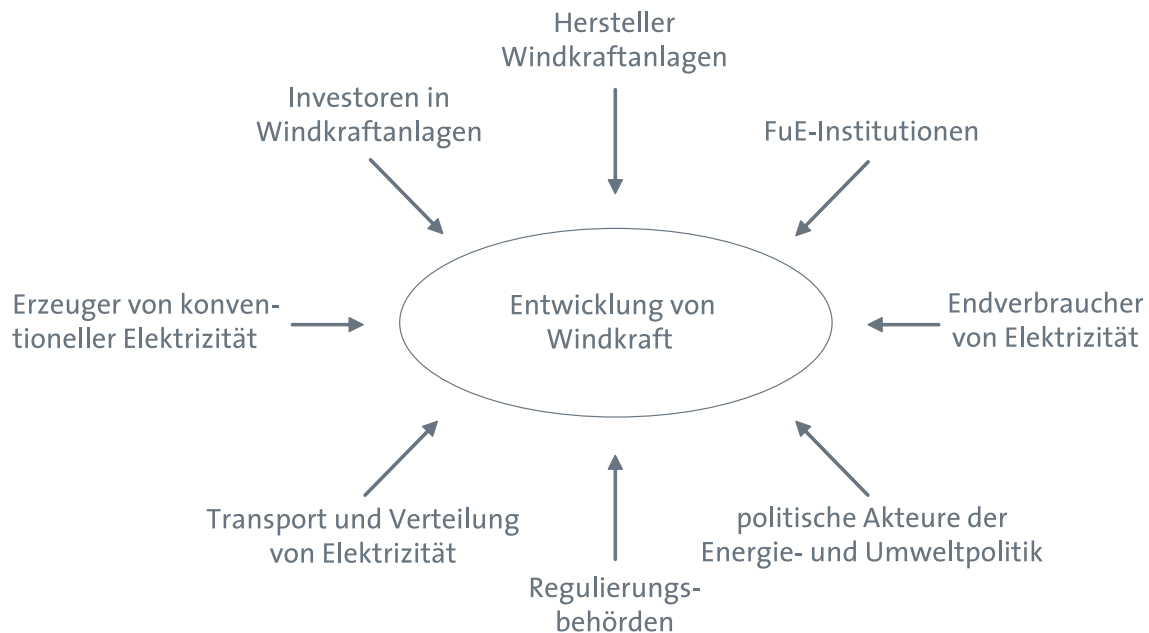 Hersteller
Windkraftanlagen
Investoren in
Windkraftanlagen
FuE-Institutionen
Erzeuger von konven-
tioneller Elektrizität
Entwicklung von
Windkraft
Endverbraucher
von Elektrizität
Transport und Verteilung
von Elektrizität
politische Akteure der
Energie- und Umweltpolitik
Regulierungs-
behörden